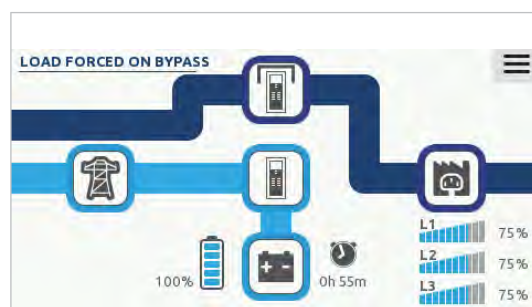 LOAD FORCED ON BYPASS
L1 75%
L2 75%
100% 0h 55m
L3 75%